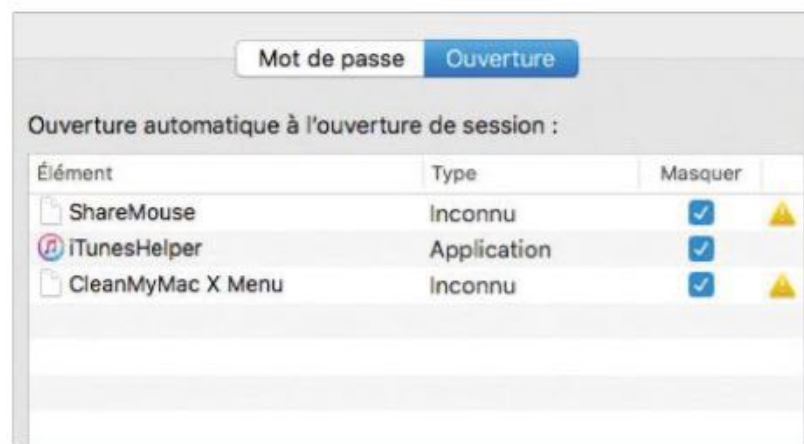 Mot de passe Ouverture
Ouverture automatique à l'ouverture de session :
Élément Type Masquer
ShareMouse Inconnu
iTunesHelper Application
CleanMyMac X Menu Inconnu